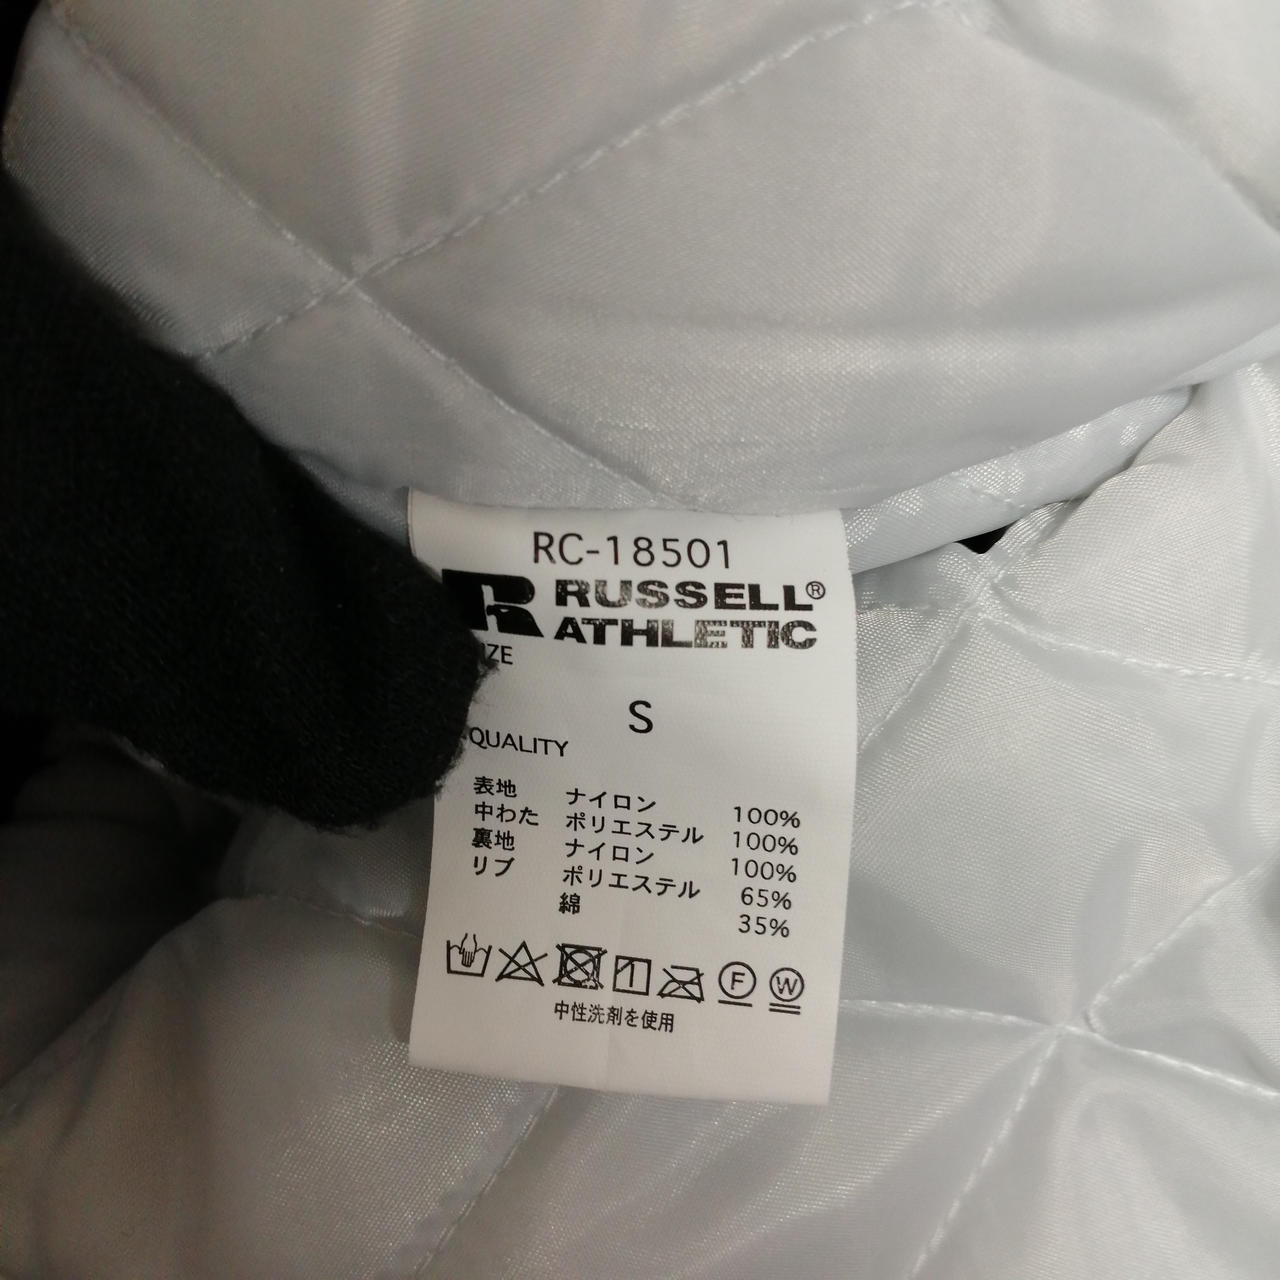 RC-18501
RUSSELL®
ATHLETIC
S
QUALITY
表地 ナイロン 100%
中わた ポリエステル 100%
裏地 ナイロン 100%
リブ ポリエステル 65%
綿 35%
F W
中性洗剤を使用